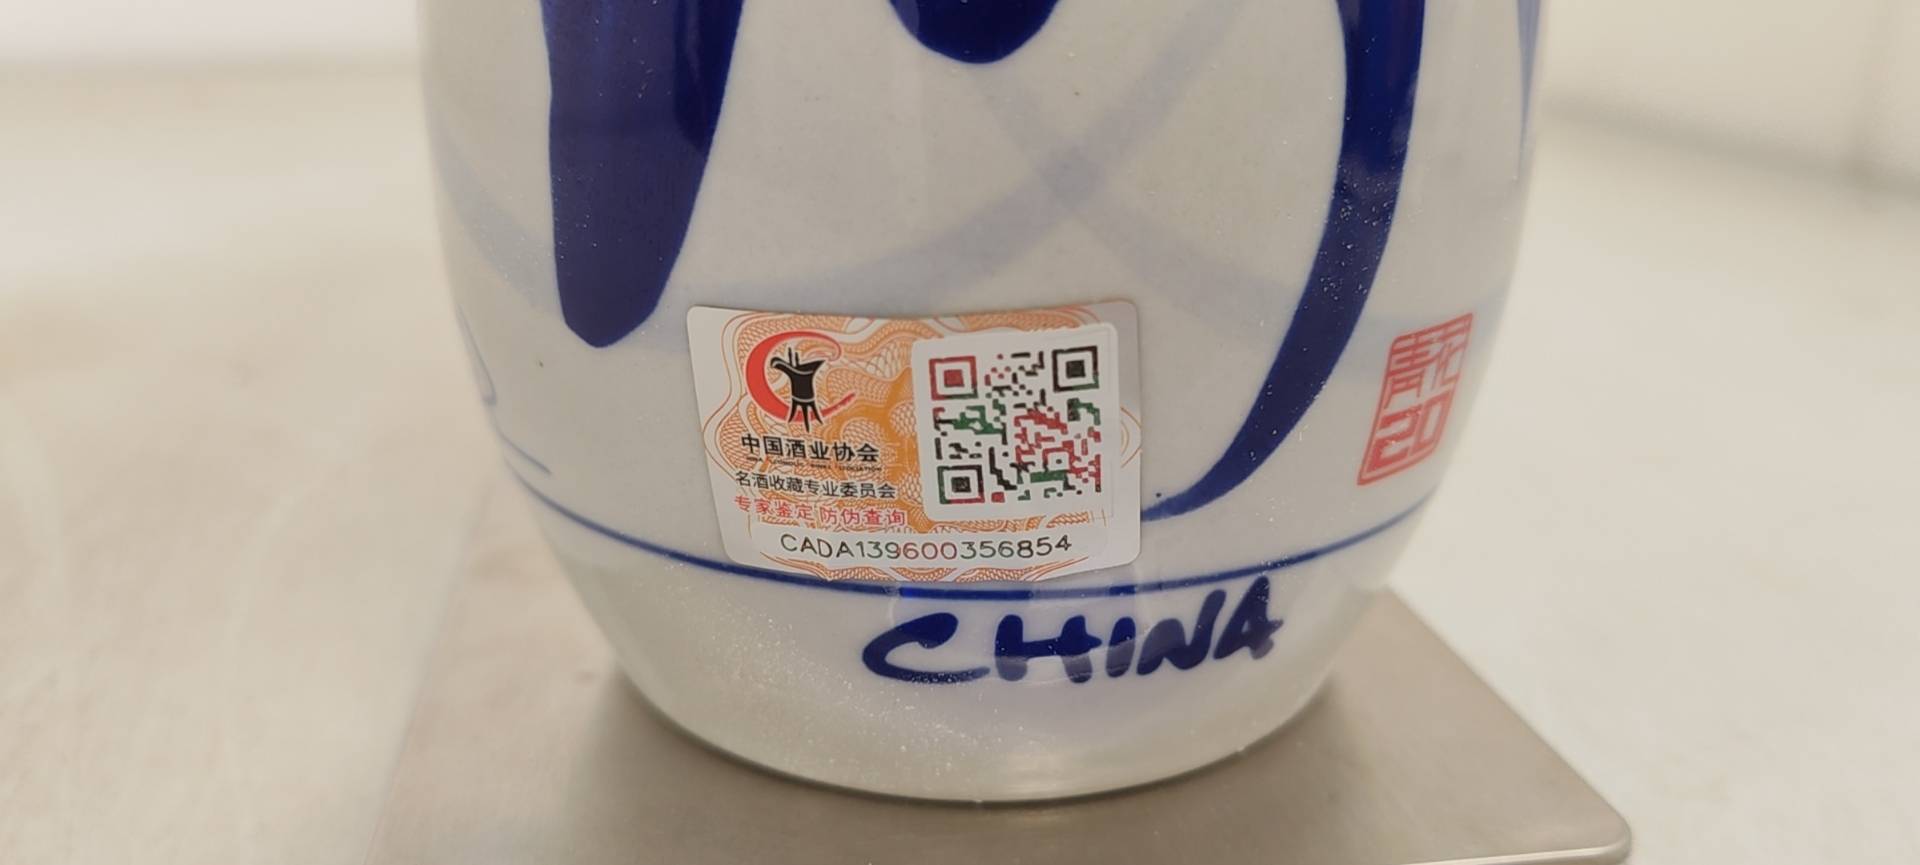 中国酒业协会
名酒收藏专业委员会
专家鉴定 防伪查询
CADA139600356854
CHINA
青花
20